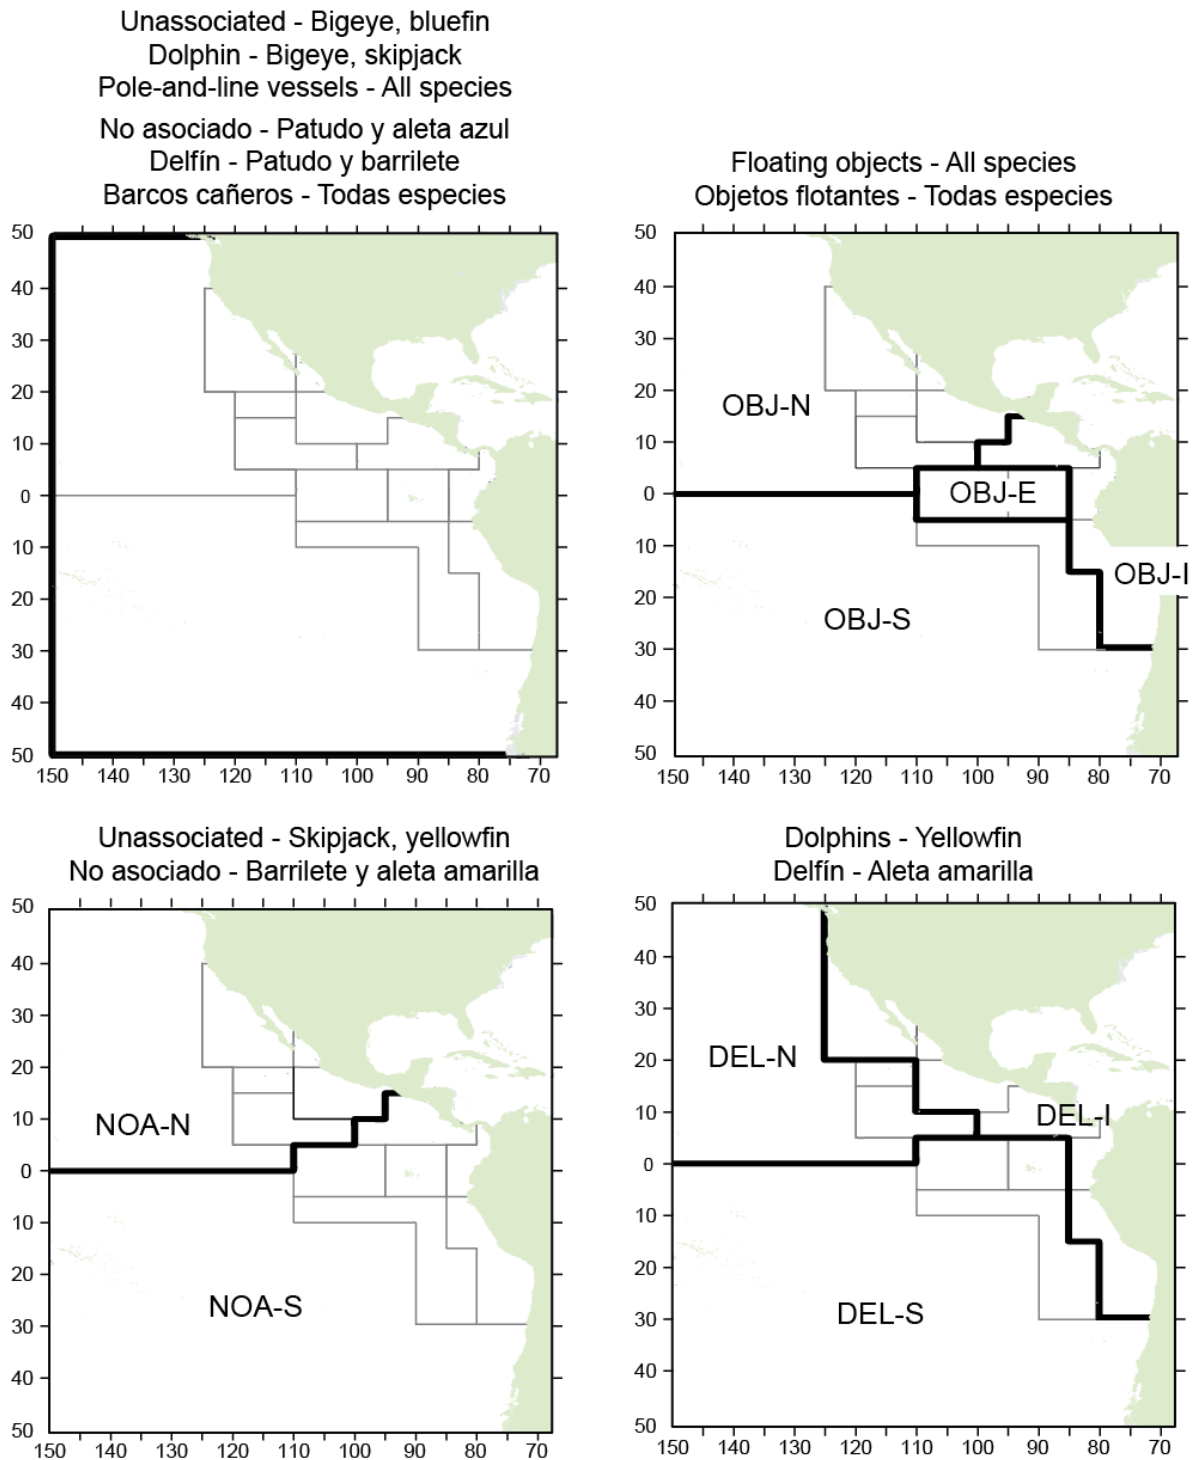 Unassociated - Bigeye, bluefin
Dolphin - Bigeye, skipjack
Pole-and-line vessels - All species
No asociado - Patudo y aleta azul
Delfín - Patudo y barrilete
Barcos cañeros - Todas especies
50
40
30
20
10
0
10
20
30
40
50
150 140 130 120 110 100 90 80 70
Floating objects - All species
Objetos flotantes - Todas especies
50
40
30
20
10
0
10
20
30
40
50
OBJ-N
OBJ-E
OBJ-I
OBJ-S
150 140 130 120 110 100 90 80 70
Unassociated - Skipjack, yellowfin
No asociado - Barrilete y aleta amarilla
50
40
30
20
10
0
10
20
30
40
50
NOA-N
NOA-S
150 140 130 120 110 100 90 80 70
Dolphins - Yellowfin
Delfín - Aleta amarilla
50
40
30
20
10
0
10
20
30
40
50
DEL-N
DEL-I
DEL-S
150 140 130 120 110 100 90 80 70